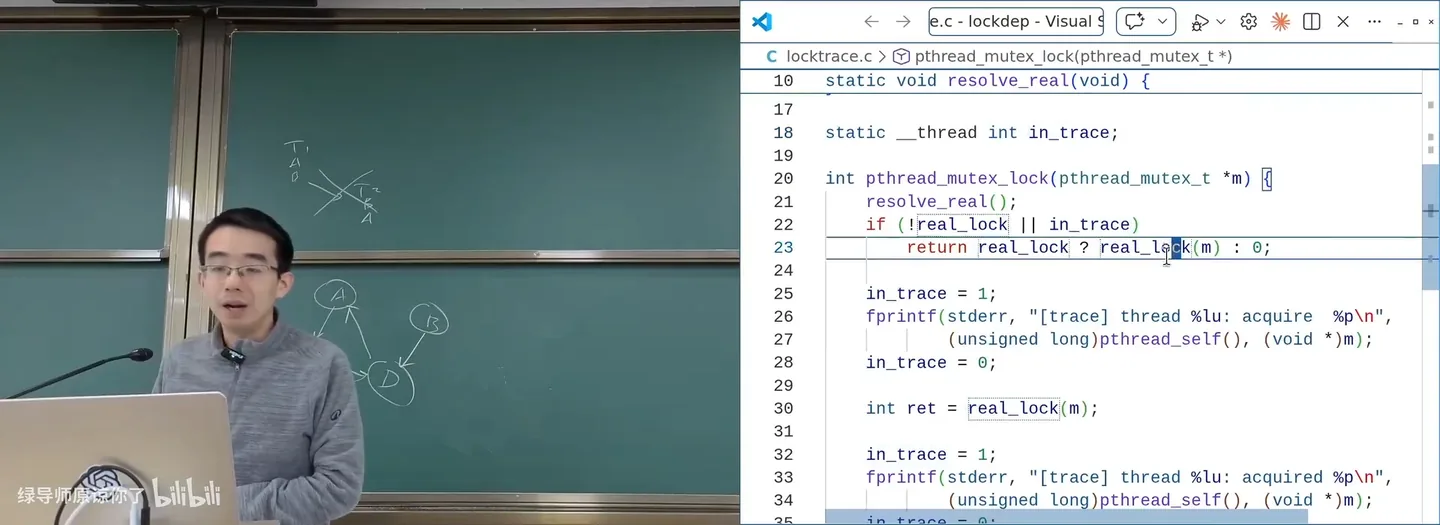 T1
A
B
T2
B
A
A
B
D
绿导师原谅你了 bilibili
e.c - lockdep - Visual S
C locktrace.c > pthread_mutex_lock(pthread_mutex_t *)
10 static void resolve_real(void) {
17
18 static __thread int in_trace;
19
20 int pthread_mutex_lock(pthread_mutex_t *m) {
21 resolve_real();
22 if (!real_lock || in_trace)
23 return real_lock ? real_lock(m) : 0;
24
25 in_trace = 1;
26 fprintf(stderr, "[trace] thread %lu: acquire  %p\n",
27 (unsigned long)pthread_self(), (void *)m);
28 in_trace = 0;
29
30 int ret = real_lock(m);
31
32 in_trace = 1;
33 fprintf(stderr, "[trace] thread %lu: acquired %p\n",
34 (unsigned long)pthread_self(), (void *)m);
35 in_trace = 0;